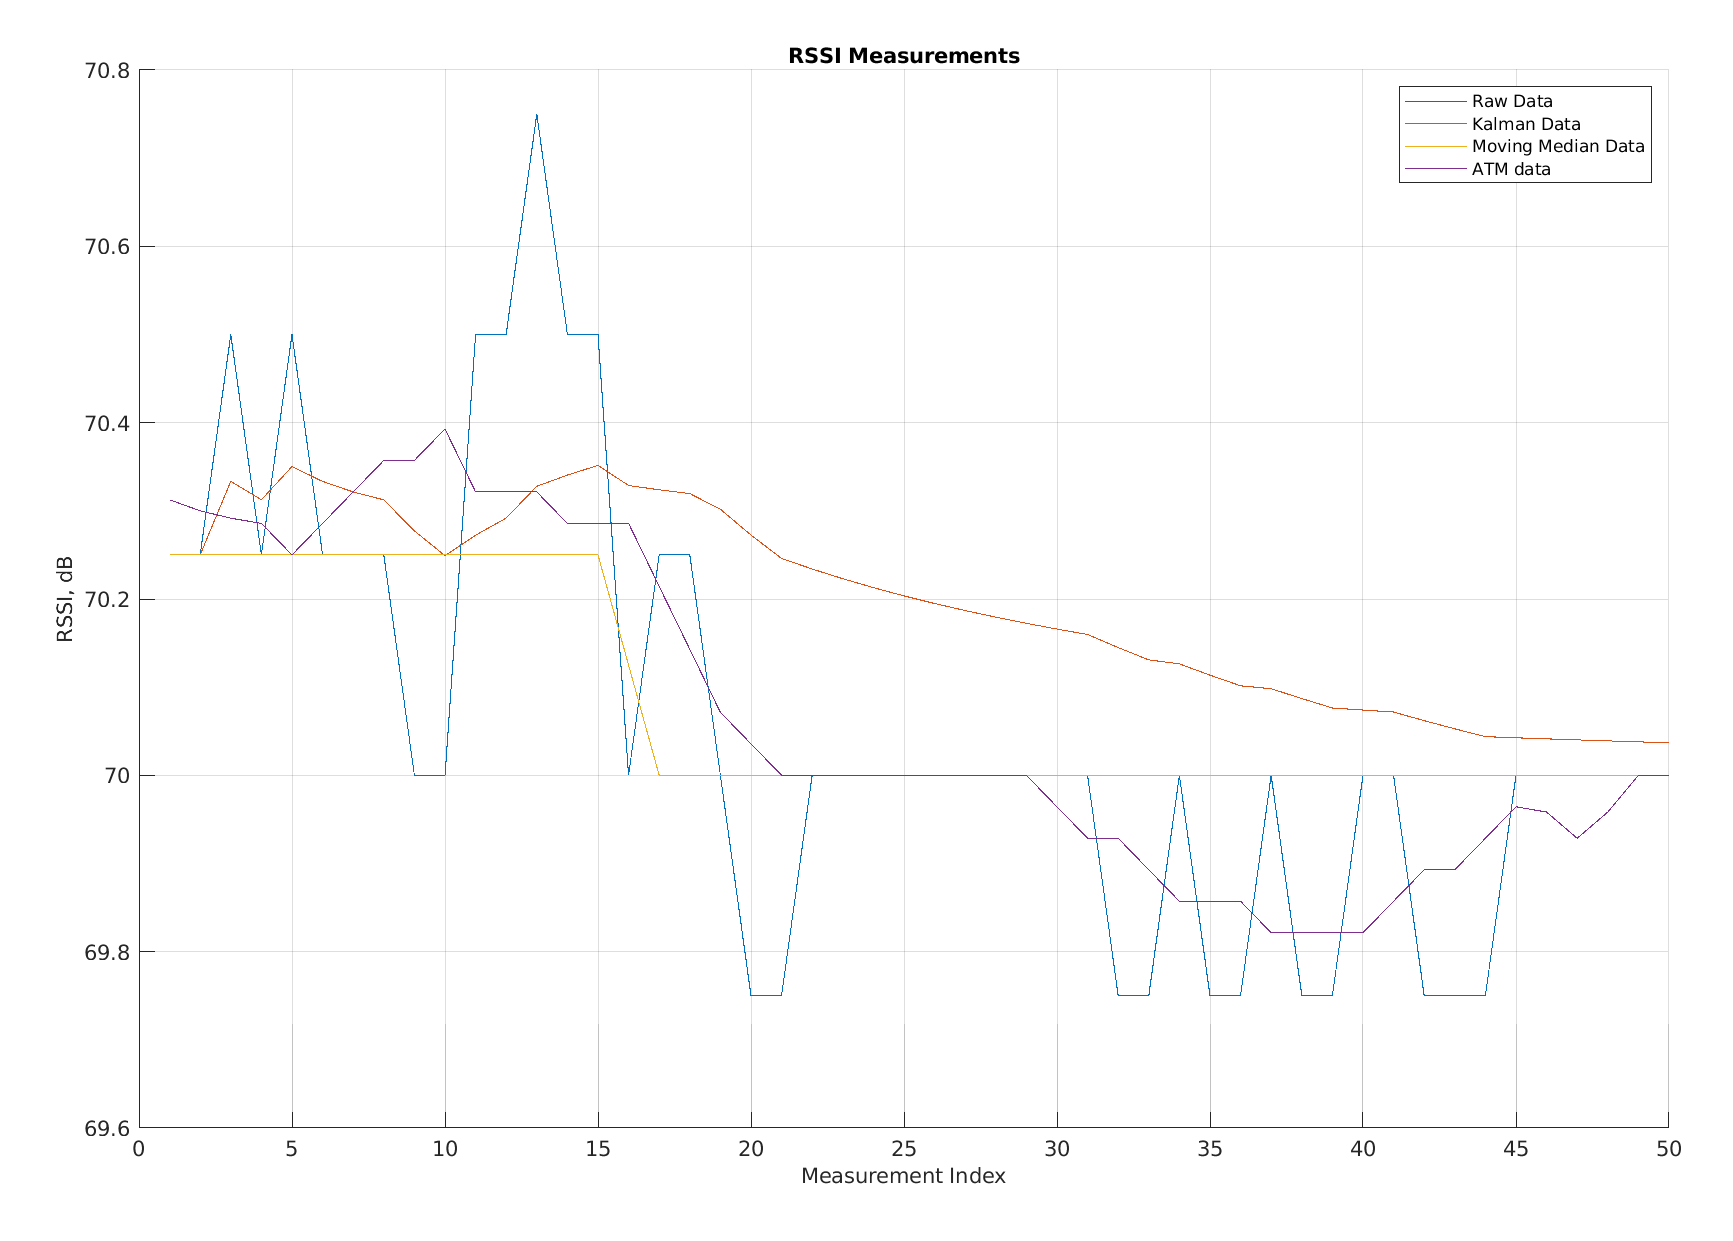 RSSI Measurements
70.8
70.6
70.4
70.2
70
69.8
69.6
RSSI, dB
Raw Data
Kalman Data
Moving Median Data
ATM data
0 5 10 15 20 25 30 35 40 45 50
Measurement Index